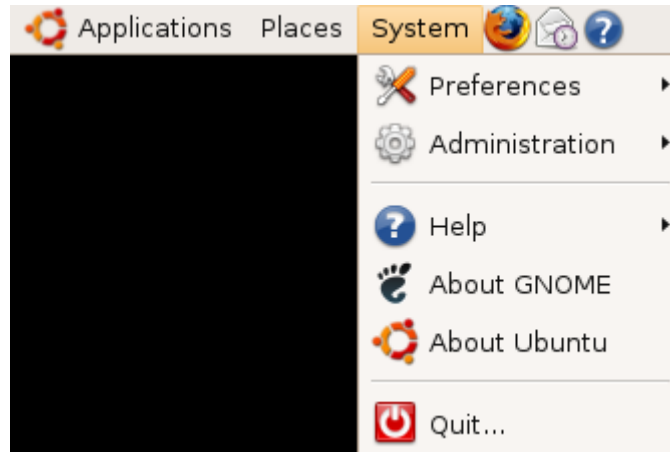 Applications Places System
Preferences
Administration
Help
About GNOME
About Ubuntu
Quit...